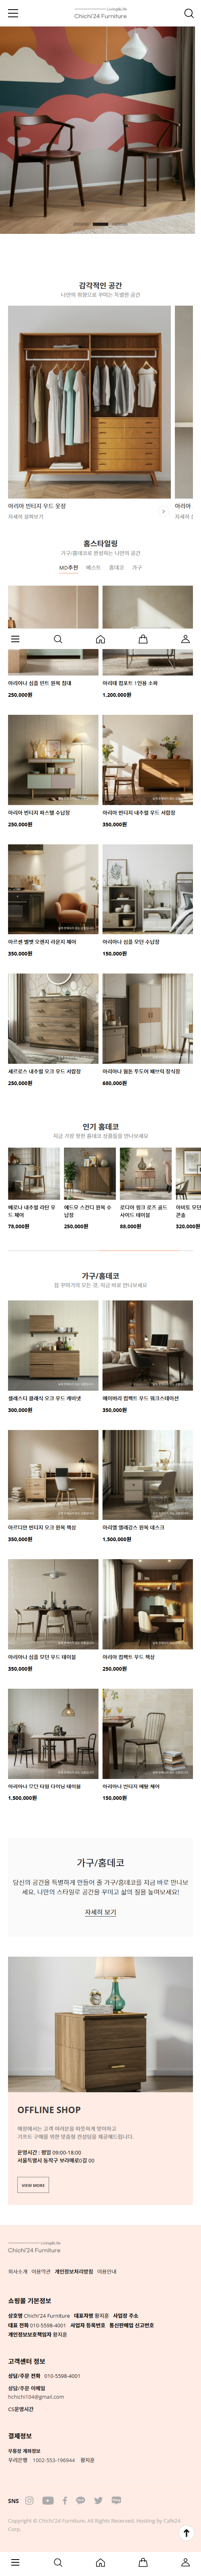 Living&Life
Chichi'24 Furniture
감각적인 공간
나만의 취향으로 꾸미는 특별한 공간
아리아 빈티지 우드 옷장
자세히 살펴보기
아리아
자세히 살
홈스타일링
가구/홈데코로 완성하는 나만의 공간
MD추천 베스트 홈데코 가구
아리아나 심플 민트 원목 침대
250,000원
아리떼 컴포트 1인용 소파
1,200,000원
아리아 빈티지 파스텔 수납장
250,000원
아리아 빈티지 내추럴 우드 서랍장
350,000원
아르센 벨벳 오렌지 라운지 체어
350,000원
아리아나 심플 모던 수납장
150,000원
세르로스 내추럴 오크 우드 서랍장
250,000원
아리아나 월돈 투도어 패브릭 장식장
680,000원
인기 홈데코
지금 가장 핫한 홈데코 상품들을 만나보세요
베로나 내추럴 라탄 우드 체어
78,000원
에드모 스칸디 원목 수납장
250,000원
로디아 핑크 로즈 골드 사이드 테이블
88,000원
아비드 모던
콘솔
320,000원
가구/홈데코
집 꾸미기의 모든 것, 지금 바로 만나보세요
셀레스티 클래식 오크 우드 캐비넷
300,000원
메이버리 컴팩트 우드 워크스테이션
350,000원
아르디안 빈티지 오크 원목 책상
350,000원
아리엘 엘레강스 원목 데스크
1,500,000원
아리아나 심플 모던 우드 테이블
350,000원
아리아 컴팩트 우드 책상
250,000원
아리아나 모던 타원 다이닝 테이블
1,500,000원
아리아나 빈티지 메탈 체어
150,000원
가구/홈데코
당신의 공간을 특별하게 만들어 줄 가구/홈데코를 지금 바로 만나보
세요. 나만의 스타일로 공간을 꾸미고 삶의 질을 높여보세요!
자세히 보기
OFFLINE SHOP
매장에서는 고객 여러분을 따뜻하게 맞이하고
기프트 구매를 위한 맞춤형 컨설팅을 제공해드립니다.
운영시간 : 평일 09:00-18:00
서울특별시 동작구 보라매로0길 00
VIEW MORE
Living&Life
Chichi'24 Furniture
회사소개 이용약관 개인정보처리방침 이용안내
쇼핑몰 기본정보
상호명 Chichi'24 Furniture 대표자명 황지훈 사업장 주소
대표 전화 010-5598-4001 사업자 등록번호 통신판매업 신고번호
개인정보보호책임자 황지훈
고객센터 정보
상담/주문 전화 010-5598-4001
상담/주문 이메일
hchichi104@gmail.com
CS운영시간
결제정보
무통장 계좌정보
우리은행 1002-553-196944 황지훈
SNS
Copyright © Chichi'24 Furniture. All Rights Reserved. Hosting by Cafe24
Corp.